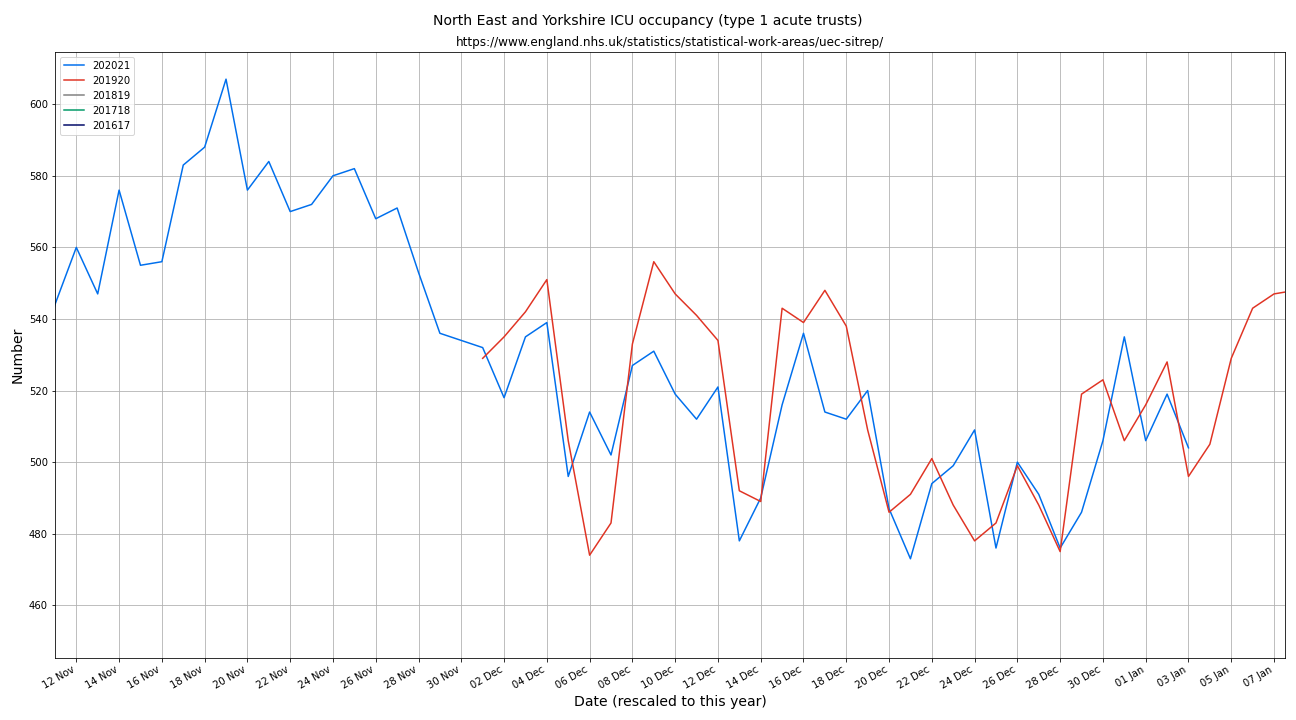 North East and Yorkshire ICU occupancy (type 1 acute trusts)
https://www.england.nhs.uk/statistics/statistical-work-areas/uec-sitrep/
202021
201920
201819
201718
201617
Number
600
580
560
540
520
500
480
460
12 Nov 14 Nov 16 Nov 18 Nov 20 Nov 22 Nov 24 Nov 26 Nov 28 Nov 30 Nov 02 Dec 04 Dec 06 Dec 08 Dec 10 Dec 12 Dec 14 Dec 16 Dec 18 Dec 20 Dec 22 Dec 24 Dec 26 Dec 28 Dec 30 Dec 01 Jan 03 Jan 05 Jan 07 Jan
Date (rescaled to this year)